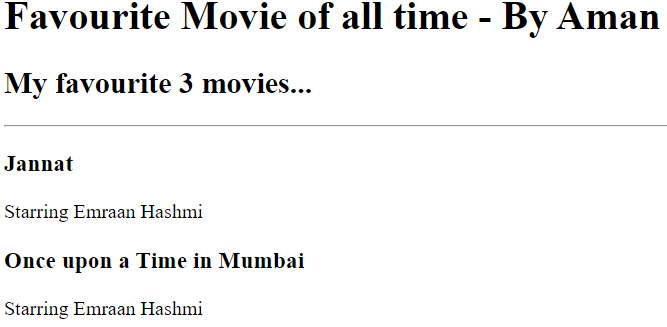 Favourite Movie of all time - By Aman
My favourite 3 movies...
Jannat
Starring Emraan Hashmi
Once upon a Time in Mumbai
Starring Emraan Hashmi